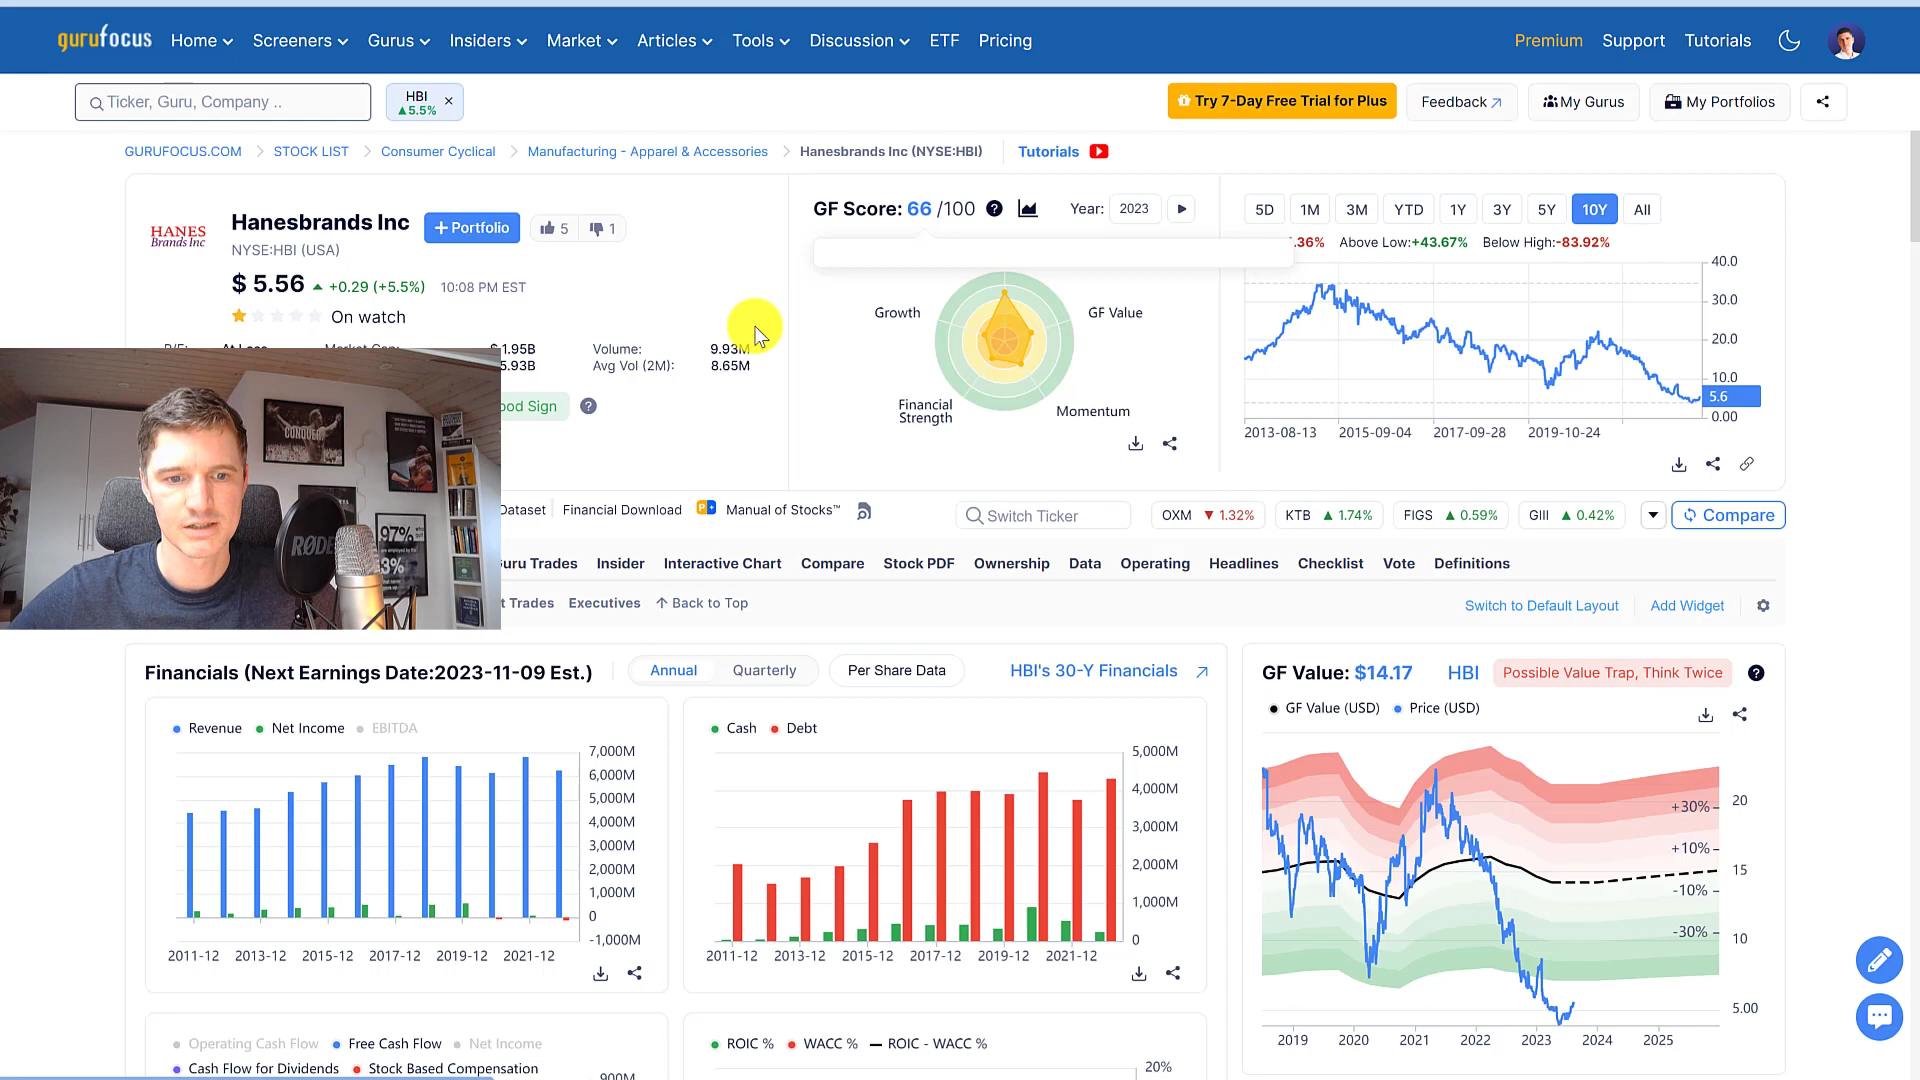 gurufocus Home Screeners Gurus Insiders Market Articles Tools Discussion ETF Pricing Premium Support Tutorials
Ticker, Guru, Company ..
HBI
▲5.5%
×
Try 7-Day Free Trial for Plus
Feedback
My Gurus
My Portfolios
GURUFOCUS.COM > STOCK LIST > Consumer Cyclical > Manufacturing - Apparel & Accessories > Hanesbrands Inc (NYSE:HBI) Tutorials
HANES
Brands Inc
Hanesbrands Inc
+ Portfolio
5
1
NYSE:HBI (USA)
$ 5.56 ▲ +0.29 (+5.5%) 10:08 PM EST
On watch
$ 1.95B Volume: 9.93M
5.93B Avg Vol (2M): 8.65M
ood Sign ?
GF Score: 66 /100 ? Year: 2023
Growth
GF Value
Financial
Strength
Momentum
5D 1M 3M YTD 1Y 3Y 5Y 10Y All
.36% Above Low:+43.67% Below High:-83.92%
40.0
30.0
20.0
10.0
5.6
0.00
2013-08-13 2015-09-04 2017-09-28 2019-10-24
CONQUER
RØDE
97%
3%
Dataset Financial Download Manual of Stocks™
Switch Ticker
OXM ▼ 1.32%
KTB ▲ 1.74%
FIGS ▲ 0.59%
GIII ▲ 0.42%
Compare
uru Trades Insider Interactive Chart Compare Stock PDF Ownership Data Operating Headlines Checklist Vote Definitions
t Trades Executives ↑ Back to Top
Switch to Default Layout Add Widget
Financials (Next Earnings Date:2023-11-09 Est.)
Annual Quarterly
Per Share Data
HBI's 30-Y Financials
Revenue Net Income EBITDA
7,000M
6,000M
5,000M
4,000M
3,000M
2,000M
1,000M
0
-1,000M
2011-12 2013-12 2015-12 2017-12 2019-12 2021-12
Cash Debt
5,000M
4,000M
3,000M
2,000M
1,000M
0
2011-12 2013-12 2015-12 2017-12 2019-12 2021-12
GF Value: $14.17 HBI Possible Value Trap, Think Twice ?
GF Value (USD) Price (USD)
+30%
20
+10%
15
-10%
-30%
10
5.00
2019 2020 2021 2022 2023 2024 2025
Operating Cash Flow Free Cash Flow Net Income
Cash Flow for Dividends Stock Based Compensation
900M
ROIC % WACC % ROIC - WACC %
20%